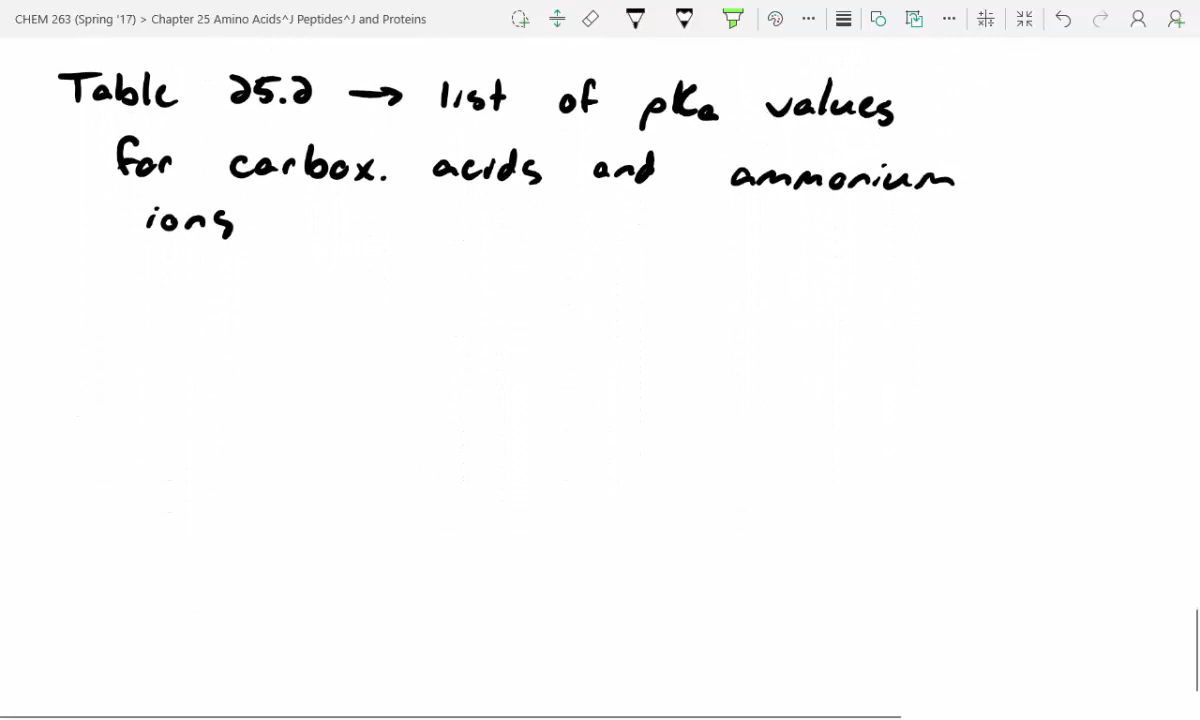 CHEM 263 (Spring '17) > Chapter 25 Amino Acids^J Peptides^J and Proteins
Table 25.2 → list of pKa values
for carbox. acids and ammonium
ions